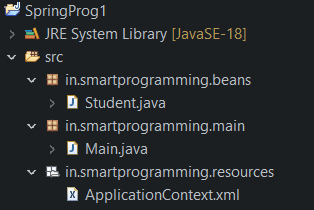 SpringProg1
JRE System Library [JavaSE-18]
src
in.smartprogramming.beans
Student.java
in.smartprogramming.main
Main.java
in.smartprogramming.resources
ApplicationContext.xml